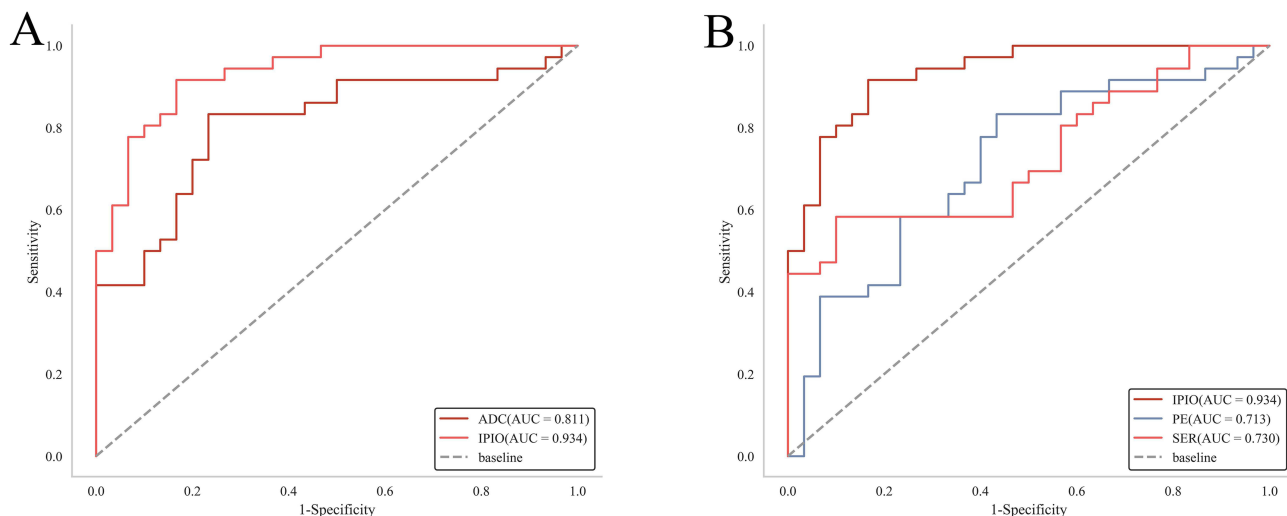 A
1.0
0.8
0.6
0.4
0.2
0.0
Sensitivity
0.0 0.2 0.4 0.6 0.8 1.0
1-Specificity
ADC(AUC = 0.811)
IPIO(AUC = 0.934)
baseline
B
1.0
0.8
0.6
0.4
0.2
0.0
Sensitivity
0.0 0.2 0.4 0.6 0.8 1.0
1-Specificity
IPIO(AUC = 0.934)
PE(AUC = 0.713)
SER(AUC = 0.730)
baseline